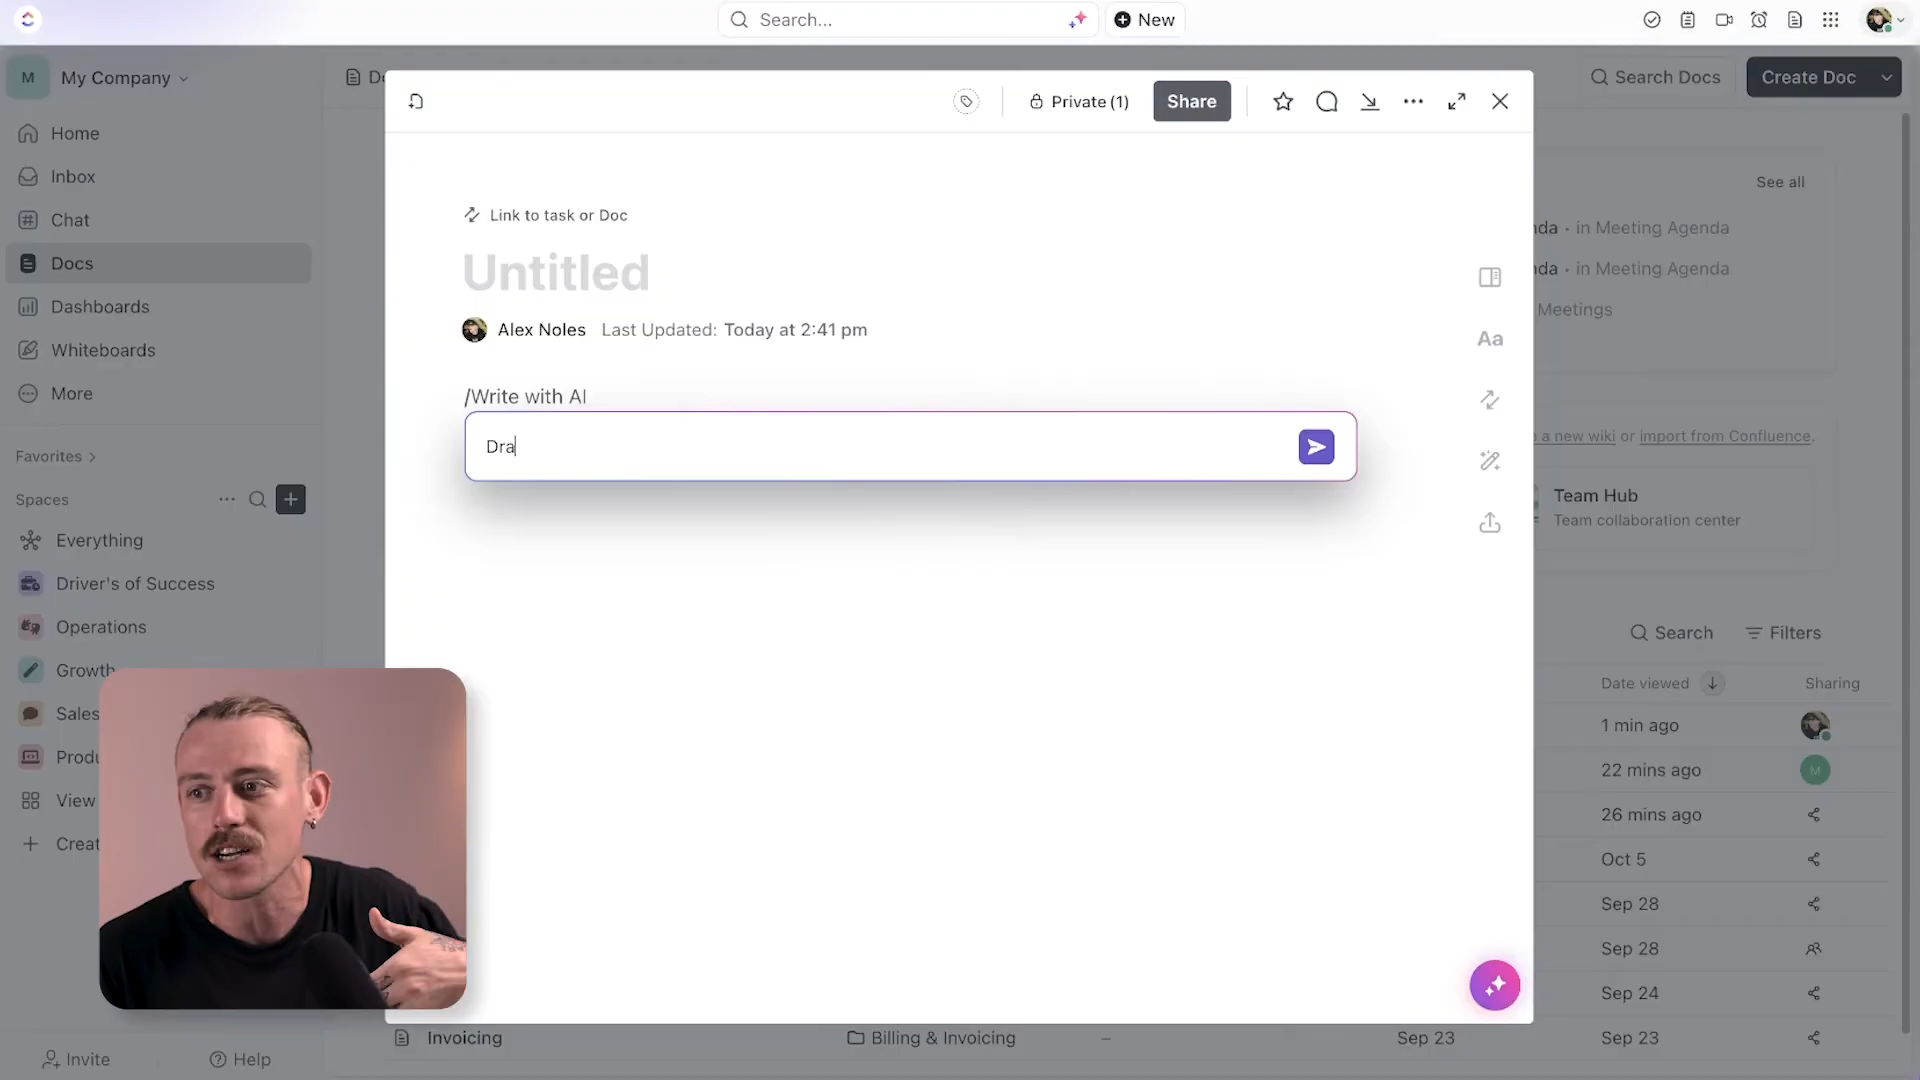 Search...
New
M
My Company
Search Docs
Create Doc
Private (1)
Share
Home
Inbox
Chat
Docs
Dashboards
Whiteboards
More
Favorites
Spaces
Everything
Driver's of Success
Operations
Growth
Sales
Produ
View
Creat
Invite
Help
Link to task or Doc
Untitled
Alex Noles Last Updated: Today at 2:41 pm
/Write with AI
Dra
Aa
See all
nda • in Meeting Agenda
nda • in Meeting Agenda
Meetings
a new wiki or import from Confluence.
Team Hub
Team collaboration center
Search
Filters
Date viewed
Sharing
1 min ago
22 mins ago
M
26 mins ago
Oct 5
Sep 28
Sep 28
Sep 24
Invoicing
Billing & Invoicing
–
Sep 23
Sep 23